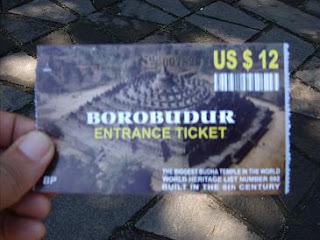 US $ 12
BOROBUDUR
ENTRANCE TICKET
THE BIGGEST BUDHA TEMPLE IN THE WORLD
WORLD HERITAGE LIST NUMBER 592
BUILT IN THE 8th CENTURY
BP